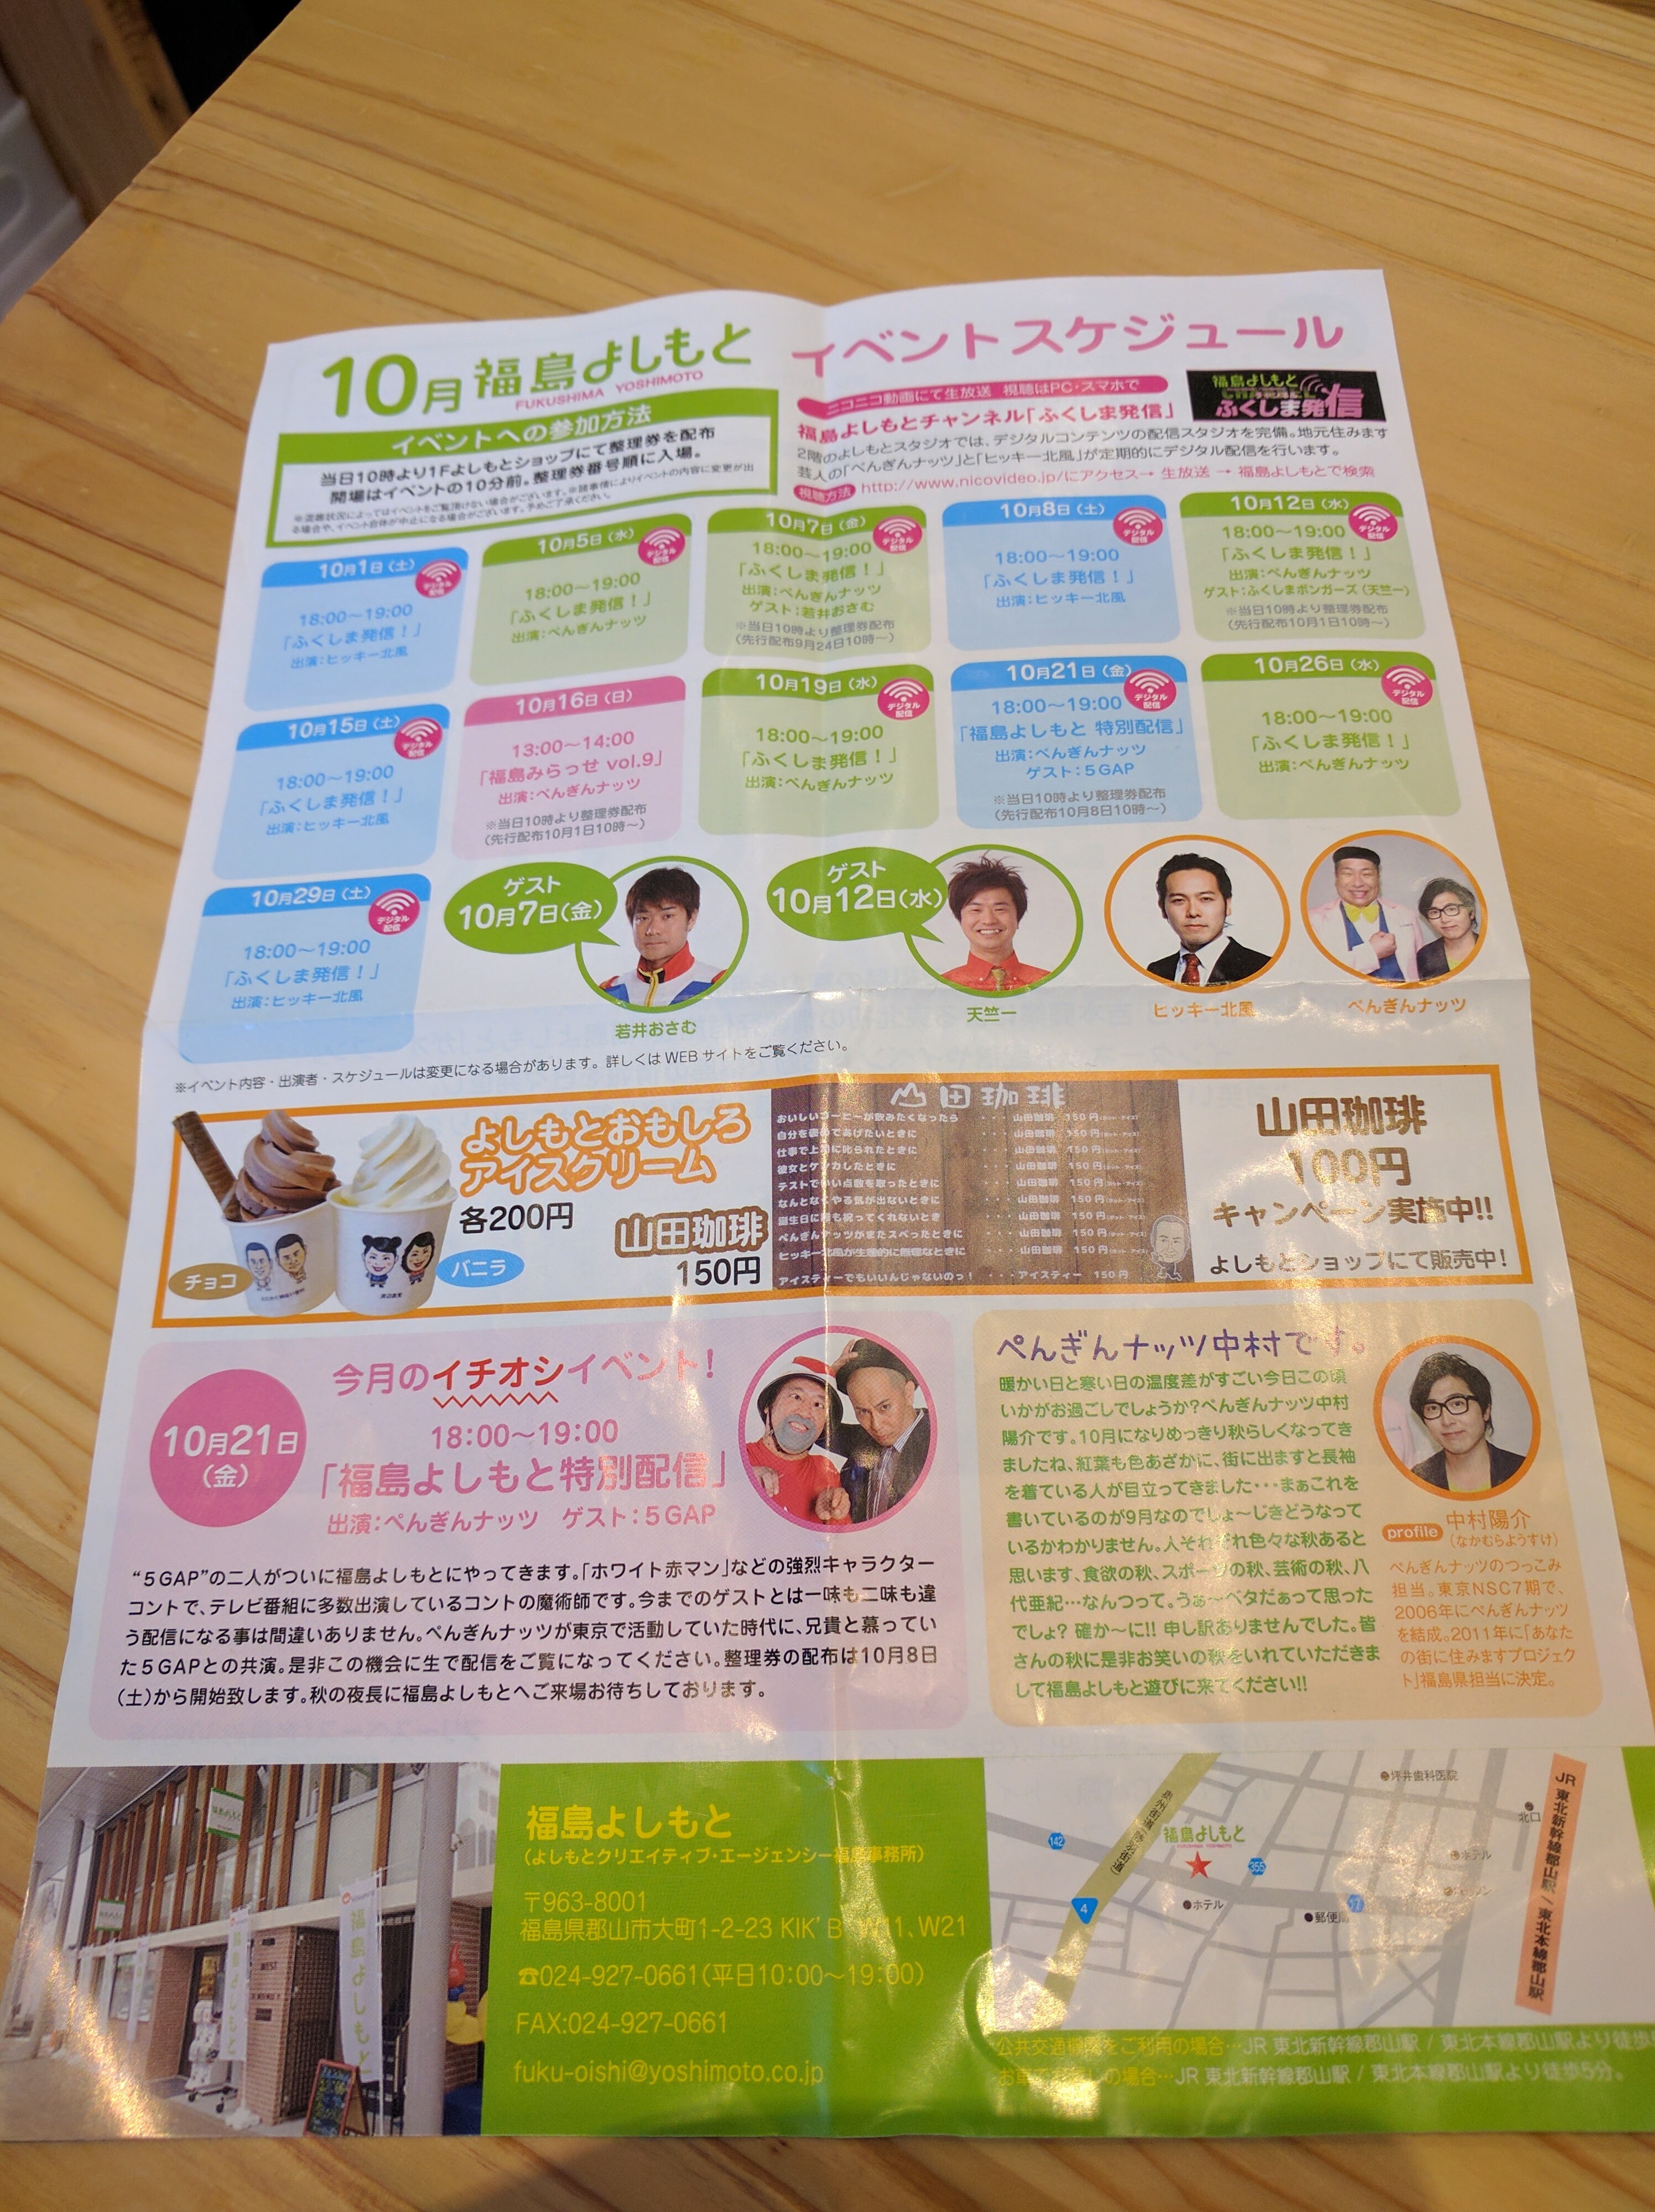 10月 福島よしもと イベントスケジュール
FUKUSHIMA YOSHIMOTO
イベントへの参加方法
当日10時より1Fよしもとショップにて整理券を配布
開場はイベントの10分前。整理券番号順に入場。
※混雑状況によってはイベントをご覧頂けない場合がございます。※諸事情によりイベントの内容に変更が出
る場合や、イベント自体が中止になる場合がございます。予めご了承ください。
ニコニコ動画にて生放送 視聴はPC・スマホで
福島よしもとチャンネル「ふくしま発信」
福島よしもと
ふくしま発信
2階のよしもとスタジオでは、デジタルコンテンツの配信スタジオを完備。地元住みます
芸人の「ぺんぎんナッツ」と「ヒッキー北風」が定期的にデジタル配信を行います。
視聴方法 http://www.nicovideo.jp/にアクセス→ 生放送 → 福島よしもとで検索
10月1日（土）
デジタル
配信
18:00〜19:00
「ふくしま発信！」
出演：ヒッキー北風
10月5日（水）
デジタル
配信
18:00〜19:00
「ふくしま発信！」
出演：ぺんぎんナッツ
10月7日（金）
デジタル
配信
18:00〜19:00
「ふくしま発信！」
出演：ぺんぎんナッツ
ゲスト：若井おさむ
※当日10時より整理券配布
（先行配布9月24日10時〜）
10月8日（土）
デジタル
配信
18:00〜19:00
「ふくしま発信！」
出演：ヒッキー北風
10月12日（水）
デジタル
配信
18:00〜19:00
「ふくしま発信！」
出演：ぺんぎんナッツ
ゲスト：ふくしまボンガーズ（天竺一）
※当日10時より整理券配布
（先行配布10月1日10時〜）
10月15日（土）
デジタル
配信
18:00〜19:00
「ふくしま発信！」
出演：ヒッキー北風
10月16日（日）
13:00〜14:00
「福島みらっせ vol.9」
出演：ぺんぎんナッツ
※当日10時より整理券配布
（先行配布10月1日10時〜）
10月19日（水）
デジタル
配信
18:00〜19:00
「ふくしま発信！」
出演：ぺんぎんナッツ
10月21日（金）
デジタル
配信
18:00〜19:00
「福島よしもと 特別配信」
出演：ぺんぎんナッツ
ゲスト：5GAP
※当日10時より整理券配布
（先行配布10月8日10時〜）
10月26日（水）
デジタル
配信
18:00〜19:00
「ふくしま発信！」
出演：ぺんぎんナッツ
10月29日（土）
デジタル
配信
18:00〜19:00
「ふくしま発信！」
出演：ヒッキー北風
ゲスト
10月7日（金）
若井おさむ
ゲスト
10月12日（水）
天竺一
ヒッキー北風
ぺんぎんナッツ
※イベント内容・出演者・スケジュールは変更になる場合があります。詳しくは WEB サイトをご覧ください。
よしもとおもしろ
アイスクリーム
各200円
チョコ
バニラ
山田珈琲
150円
山田珈琲
おいしいコーヒーが飲みたくなったら ・・・山田珈琲 150円
自分を褒めてあげたいときに ・・・山田珈琲 150円
仕事で上司に叱られたときに ・・・山田珈琲 150円
彼女とケンカしたときに ・・・山田珈琲 150円
テストでいい点数を取ったときに ・・・山田珈琲 150円
なんとなくやる気が出ないときに ・・・山田珈琲 150円
誕生日に誰も祝ってくれないとき ・・・山田珈琲 150円
ぺんぎんナッツがまたスベったときに ・・・山田珈琲 150円
ヒッキー北風が生理的に無理なときに ・・・山田珈琲 150円
アイスティーでもいいんじゃないのっ！ ・・・アイスティー 150円
山田珈琲
100円
キャンペーン実施中!!
よしもとショップにて販売中!
10月21日
（金）
今月のイチオシイベント!
18:00〜19:00
「福島よしもと特別配信」
出演：ぺんぎんナッツ ゲスト：5GAP
“5GAP”の二人がついに福島よしもとにやってきます。「ホワイト赤マン」などの強烈キャラクター
コントで、テレビ番組に多数出演しているコントの魔術師です。今までのゲストとは一味も二味も違
う配信になる事は間違いありません。ぺんぎんナッツが東京で活動していた時代に、兄貴と慕ってい
た5GAPとの共演。是非この機会に生で配信をご覧になってください。整理券の配布は10月8日
（土）から開始致します。秋の夜長に福島よしもとへご来場お待ちしております。
ぺんぎんナッツ中村です。
暖かい日と寒い日の温度差がすごい今日この頃
いかがお過ごしでしょうか？ぺんぎんナッツ中村
陽介です。10月になりめっきり秋らしくなってき
ましたね、紅葉も色あざかに、街に出ますと長袖
を着ている人が目立ってきました・・・まぁこれを
書いているのが9月なのでしょ〜じきどうなって
いるかわかりません。人それぞれ色々な秋あると
思います、食欲の秋、スポーツの秋、芸術の秋、八
代亜紀…なんつって。うぁ〜ベタだぁって思った
でしょ？ 確か〜に!! 申し訳ありませんでした。皆
さんの秋に是非お笑いの秋をいれていただきま
して福島よしもと遊びに来てください!!
profile 中村陽介
（なかむらようすけ）
ぺんぎんナッツのつっこみ
担当。東京NSC7期で、
2006年にぺんぎんナッツ
を結成。2011年に「あなた
の街に住みますプロジェク
ト」福島県担当に決定。
福島よしもと
（よしもとクリエイティブ・エージェンシー福島事務所）
〒963-8001
福島県郡山市大町1-2-23 KIK' B W11、W21
☎024-927-0661（平日10：00〜19：00）
FAX:024-927-0661
fuku-oishi@yoshimoto.co.jp
福島よしもと
WEST
坪井歯科医院
北口
142
福島よしもと
355
ホテル
4
ホテル
郵便局
17
JR 東北新幹線郡山駅 / 東北本線郡山駅
公共交通機関をご利用の場合…JR 東北新幹線郡山駅 / 東北本線郡山駅より徒歩
お車でお越しの場合…JR 東北新幹線郡山駅 / 東北本線郡山駅より徒歩5分。